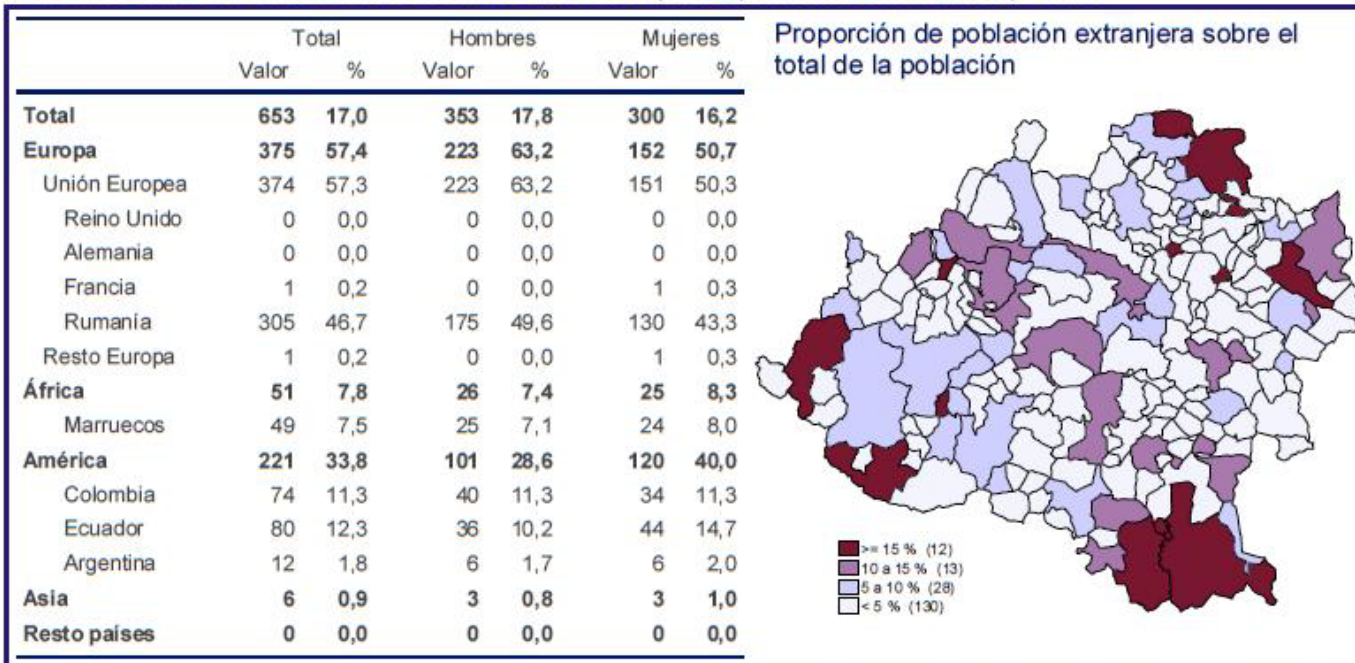 Total Hombres Mujeres
Valor % Valor % Valor %
Total 653 17,0 353 17,8 300 16,2
Europa 375 57,4 223 63,2 152 50,7
Unión Europea 374 57,3 223 63,2 151 50,3
Reino Unido 0 0,0 0 0,0 0 0,0
Alemania 0 0,0 0 0,0 0 0,0
Francia 1 0,2 0 0,0 1 0,3
Rumanía 305 46,7 175 49,6 130 43,3
Resto Europa 1 0,2 0 0,0 1 0,3
África 51 7,8 26 7,4 25 8,3
Marruecos 49 7,5 25 7,1 24 8,0
América 221 33,8 101 28,6 120 40,0
Colombia 74 11,3 40 11,3 34 11,3
Ecuador 80 12,3 36 10,2 44 14,7
Argentina 12 1,8 6 1,7 6 2,0
Asia 6 0,9 3 0,8 3 1,0
Resto países 0 0,0 0 0,0 0 0,0
Proporción de población extranjera sobre el
total de la población
>= 15 % (12)
10 a 15 % (13)
5 a 10 % (28)
< 5 % (130)